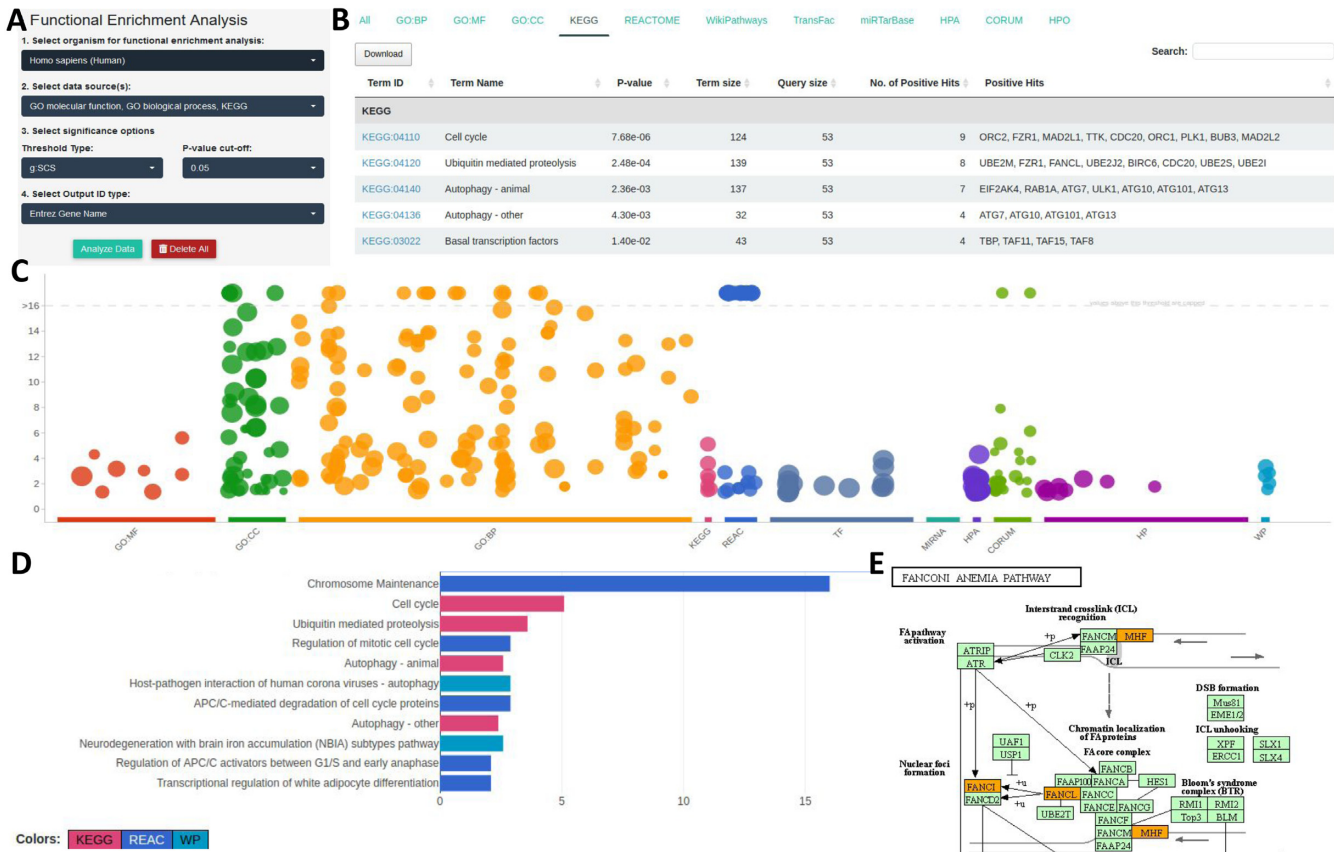 A
Functional Enrichment Analysis
1. Select organism for functional enrichment analysis:
Homo sapiens (Human)
2. Select data source(s):
GO molecular function, GO biological process, KEGG
3. Select significance options
Threshold Type: P-value cut-off:
g:SCS 0.05
4. Select Output ID type:
Entrez Gene Name
Analyze Data Delete All
B
All GO:BP GO:MF GO:CC KEGG REACTOME WikiPathways TransFac miRTarBase HPA CORUM HPO
Download Search:
Term ID Term Name P-value Term size Query size No. of Positive Hits Positive Hits
KEGG
KEGG:04110 Cell cycle 7.68e-06 124 53 9 ORC2, FZR1, MAD2L1, TTK, CDC20, ORC1, PLK1, BUB3, MAD2L2
KEGG:04120 Ubiquitin mediated proteolysis 2.48e-04 139 53 8 UBE2M, FZR1, FANCL, UBE2J2, BIRC6, CDC20, UBE2S, UBE2I
KEGG:04140 Autophagy - animal 2.36e-03 137 53 7 EIF2AK4, RAB1A, ATG7, ULK1, ATG10, ATG101, ATG13
KEGG:04136 Autophagy - other 4.30e-03 32 53 4 ATG7, ATG10, ATG101, ATG13
KEGG:03022 Basal transcription factors 1.40e-02 43 53 4 TBP, TAF11, TAF15, TAF8
C
>16
14
12
10
8
6
4
2
0
GO:MF GO:CC GO:BP KEGG REAC TF MIRNA HPA CORUM HP WP
D
Chromosome Maintenance
Cell cycle
Ubiquitin mediated proteolysis
Regulation of mitotic cell cycle
Autophagy - animal
Host-pathogen interaction of human corona viruses - autophagy
APC/C-mediated degradation of cell cycle proteins
Autophagy - other
Neurodegeneration with brain iron accumulation (NBIA) subtypes pathway
Regulation of APC/C activators between G1/S and early anaphase
Transcriptional regulation of white adipocyte differentiation
0 5 10 15
Colors: KEGG REAC WP
E
FANCONI ANEMIA PATHWAY
Interstrand crosslink (ICL)
recognition
FA pathway
activation
+p
FANCM MHF
FAAP24
ATRIP
ATR
CLK2
ICL
DSB formation
Mus81
EME1/2
+p
+p
Chromatin localization
of FA proteins
ICL unhooking
UAF1
USP1
FA core complex
XPF SLX1
ERCC1 SLX4
Nuclear foci
formation
FANCB
FAAP100 FANCA HES1
Bloom's syndrome
complex (BTR)
FANCI
+u
FANCL FANCC
FANCD2
+u
UBE2T
FANCE FANCG
RMI1 RMI2
FANCF
Top3 BLM
FANCM MHF
FAAP24